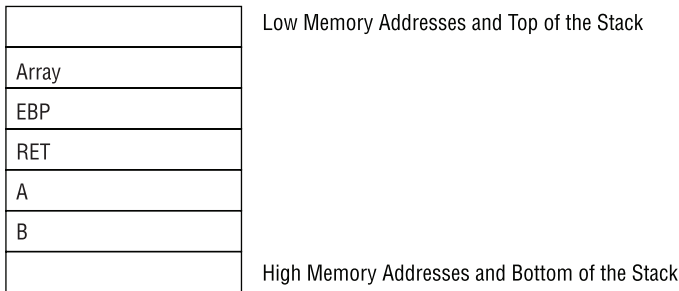 Low Memory Addresses and Top of the Stack
Array
EBP
RET
A
B
High Memory Addresses and Bottom of the Stack